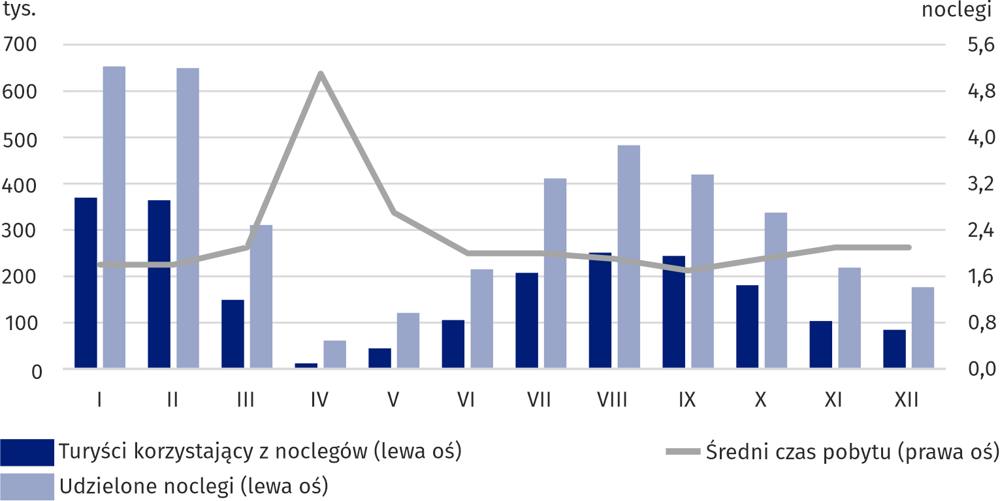 tys. noclegi
700 5,6
600 4,8
500 4,0
400 3,2
300 2,4
200 1,6
100 0,8
0 0,0
I II III IV V VI VII VIII IX X XI XII
Turyści korzystający z noclegów (lewa oś) Średni czas pobytu (prawa oś)
Udzielone noclegi (lewa oś)